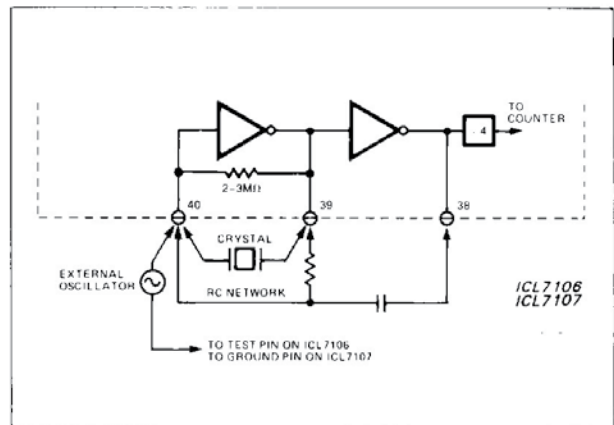 TO
COUNTER
4
2-3MΩ
40
39
38
CRYSTAL
EXTERNAL
OSCILLATOR
RC NETWORK
ICL7106
ICL7107
TO TEST PIN ON ICL7106
TO GROUND PIN ON ICL7107